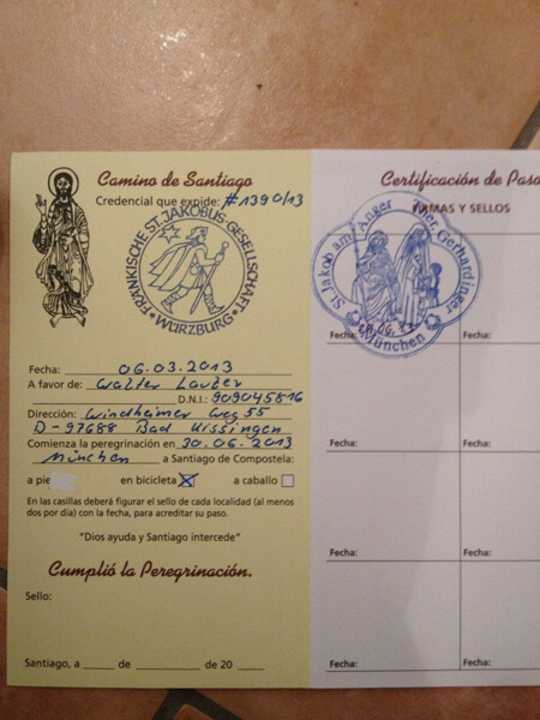 Camino de Santiago
Credencial que expide: #1390/13
FRÄNKISCHE ST. JAKOBUS-GESELLSCHAFT
• WÜRZBURG •
Fecha: 06.03.2013
A favor de: Walter Lauter
D.N.I.: 909045816
Dirección: Windheimer Weg 55
D-97688 Bad Kissingen
Comienza la peregrinación en 30.06.2013
München a Santiago de Compostela:
a pie en bicicleta ☒ a caballo ☐
En las casillas deberá figurar el sello de cada localidad (al menos
dos por día) con la fecha, para acreditar su paso.
"Dios ayuda y Santiago intercede"
Cumplió la Peregrinación.
Sello:
Santiago, a de de 20
Certificación de Paso
FIRMAS Y SELLOS
St. Jakob am Anger
Gerhardinger
München
Fecha:
Fecha: Fecha:
Fecha: Fecha:
Fecha: Fecha: